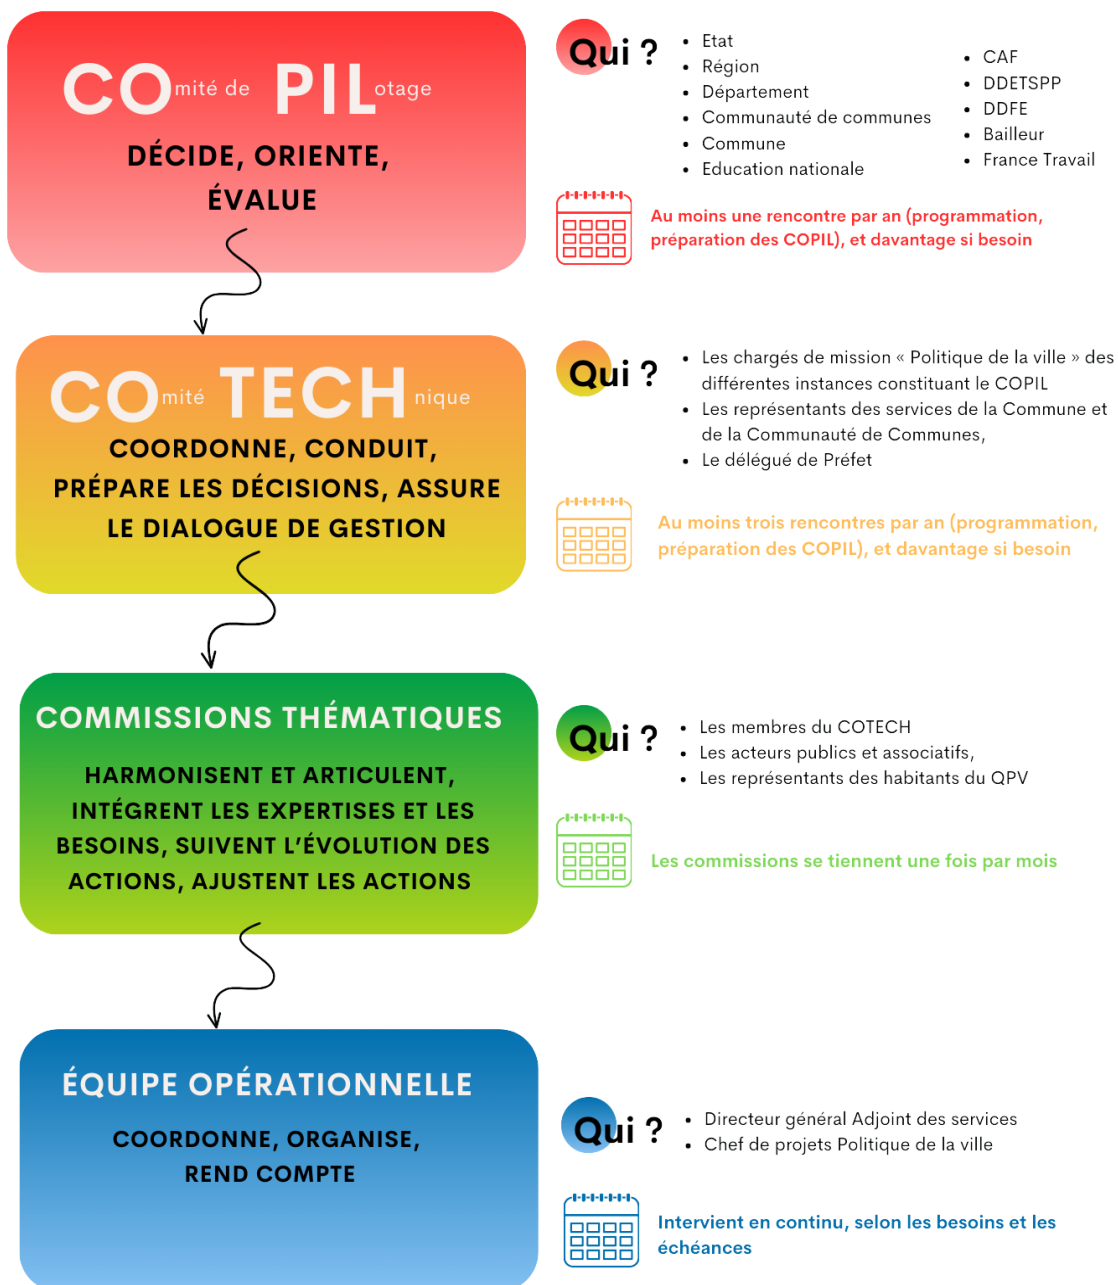 COmité de PILotage
DÉCIDE, ORIENTE,
ÉVALUE
Qui ?
• Etat
• Région
• Département
• Communauté de communes
• Commune
• Education nationale
• CAF
• DDETSPP
• DDFE
• Bailleur
• France Travail
Au moins une rencontre par an (programmation,
préparation des COPIL), et davantage si besoin
COmité TECHnique
COORDONNE, CONDUIT,
PRÉPARE LES DÉCISIONS, ASSURE
LE DIALOGUE DE GESTION
Qui ?
• Les chargés de mission « Politique de la ville » des
différentes instances constituant le COPIL
• Les représentants des services de la Commune et
de la Communauté de Communes,
• Le délégué de Préfet
Au moins trois rencontres par an (programmation,
préparation des COPIL), et davantage si besoin
COMMISSIONS THÉMATIQUES
HARMONISENT ET ARTICULENT,
INTÉGRENT LES EXPERTISES ET LES
BESOINS, SUIVENT L'ÉVOLUTION DES
ACTIONS, AJUSTENT LES ACTIONS
Qui ?
• Les membres du COTECH
• Les acteurs publics et associatifs,
• Les représentants des habitants du QPV
Les commissions se tiennent une fois par mois
ÉQUIPE OPÉRATIONNELLE
COORDONNE, ORGANISE,
REND COMPTE
Qui ?
• Directeur général Adjoint des services
• Chef de projets Politique de la ville
Intervient en continu, selon les besoins et les
échéances